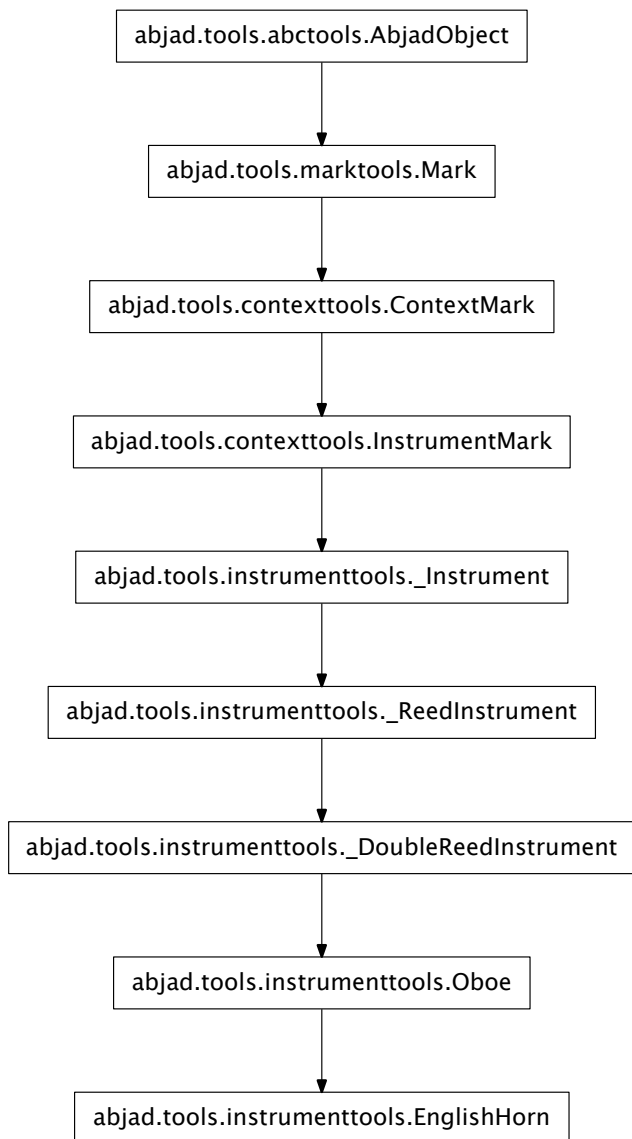 abjad.tools.abctools.AbjadObject
abjad.tools.marktools.Mark
abjad.tools.contexttools.ContextMark
abjad.tools.contexttools.InstrumentMark
abjad.tools.instrumenttools._Instrument
abjad.tools.instrumenttools._ReedInstrument
abjad.tools.instrumenttools._DoubleReedInstrument
abjad.tools.instrumenttools.Oboe
abjad.tools.instrumenttools.EnglishHorn